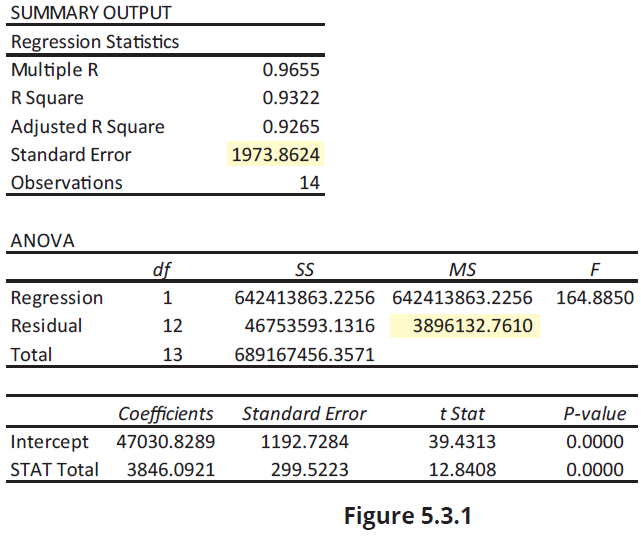 SUMMARY OUTPUT
Regression Statistics
Multiple R 0.9655
R Square 0.9322
Adjusted R Square 0.9265
Standard Error 1973.8624
Observations 14
ANOVA
df SS MS F
Regression 1 642413863.2256 642413863.2256 164.8850
Residual 12 46753593.1316 3896132.7610
Total 13 689167456.3571
Coefficients Standard Error t Stat P-value
Intercept 47030.8289 1192.7284 39.4313 0.0000
STAT Total 3846.0921 299.5223 12.8408 0.0000
Figure 5.3.1